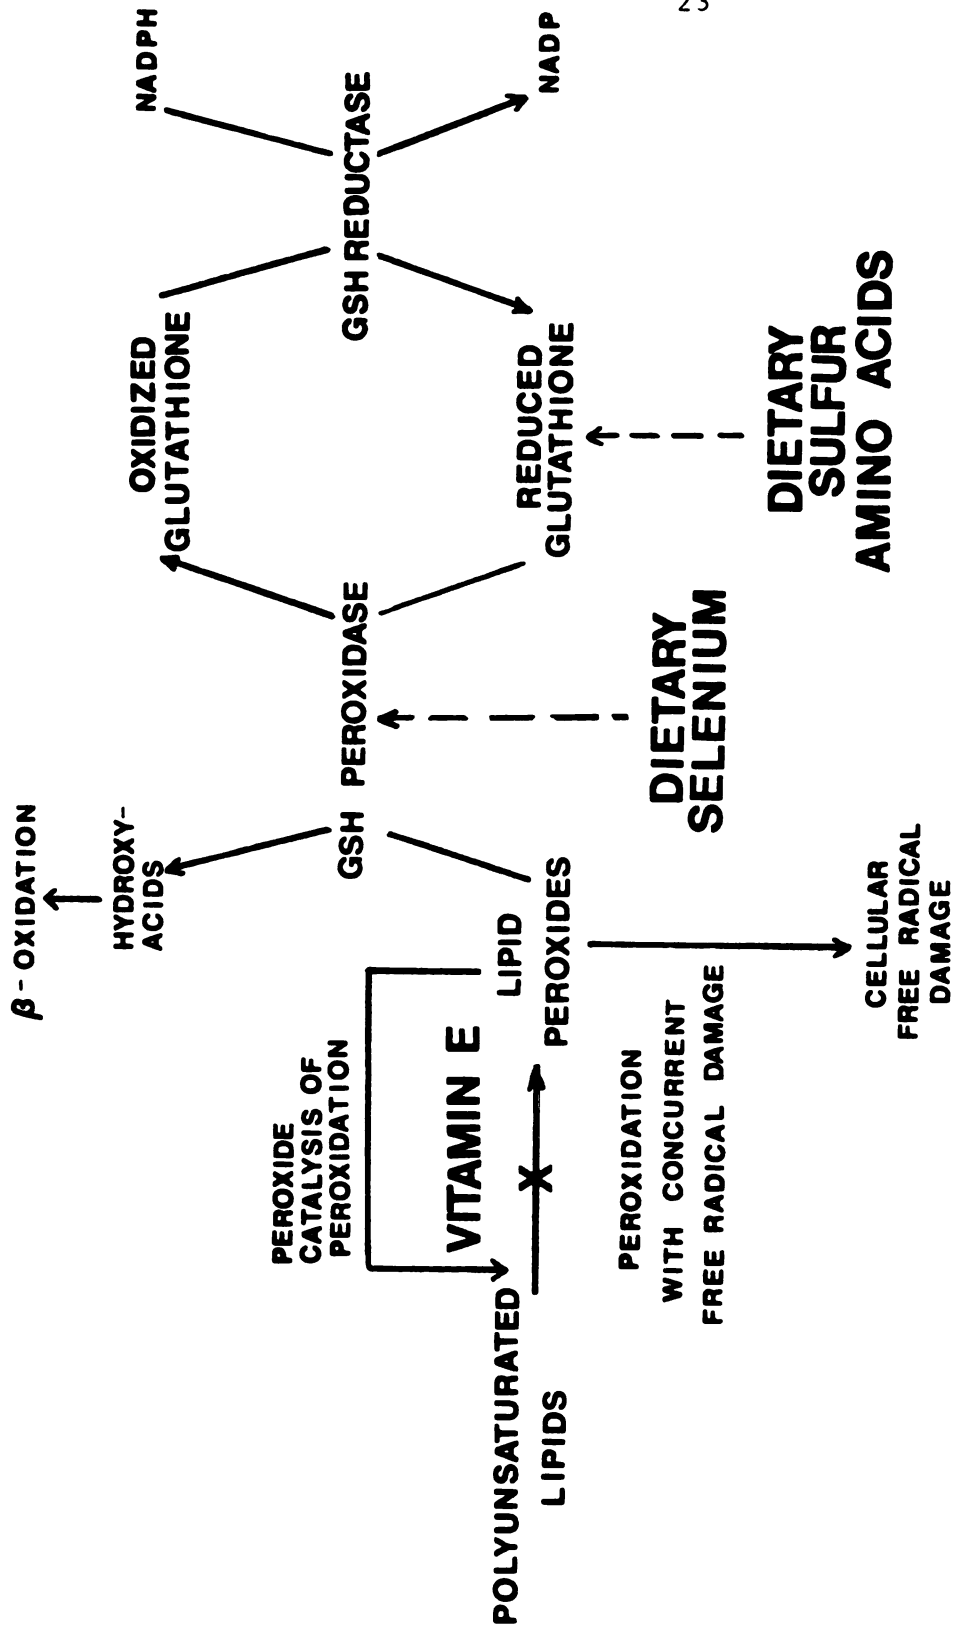 23
β - OXIDATION
HYDROXY-
ACIDS
OXIDIZED
GLUTATHIONE
NADPH
PEROXIDE
CATALYSIS OF
PEROXIDATION
GSH PEROXIDASE
GSH REDUCTASE
VITAMIN E
X
POLYUNSATURATED
LIPIDS
LIPID
PEROXIDES
REDUCED
GLUTATHIONE
NADP
PEROXIDATION
WITH CONCURRENT
FREE RADICAL DAMAGE
DIETARY
SELENIUM
DIETARY
SULFUR
AMINO ACIDS
CELLULAR
FREE RADICAL
DAMAGE